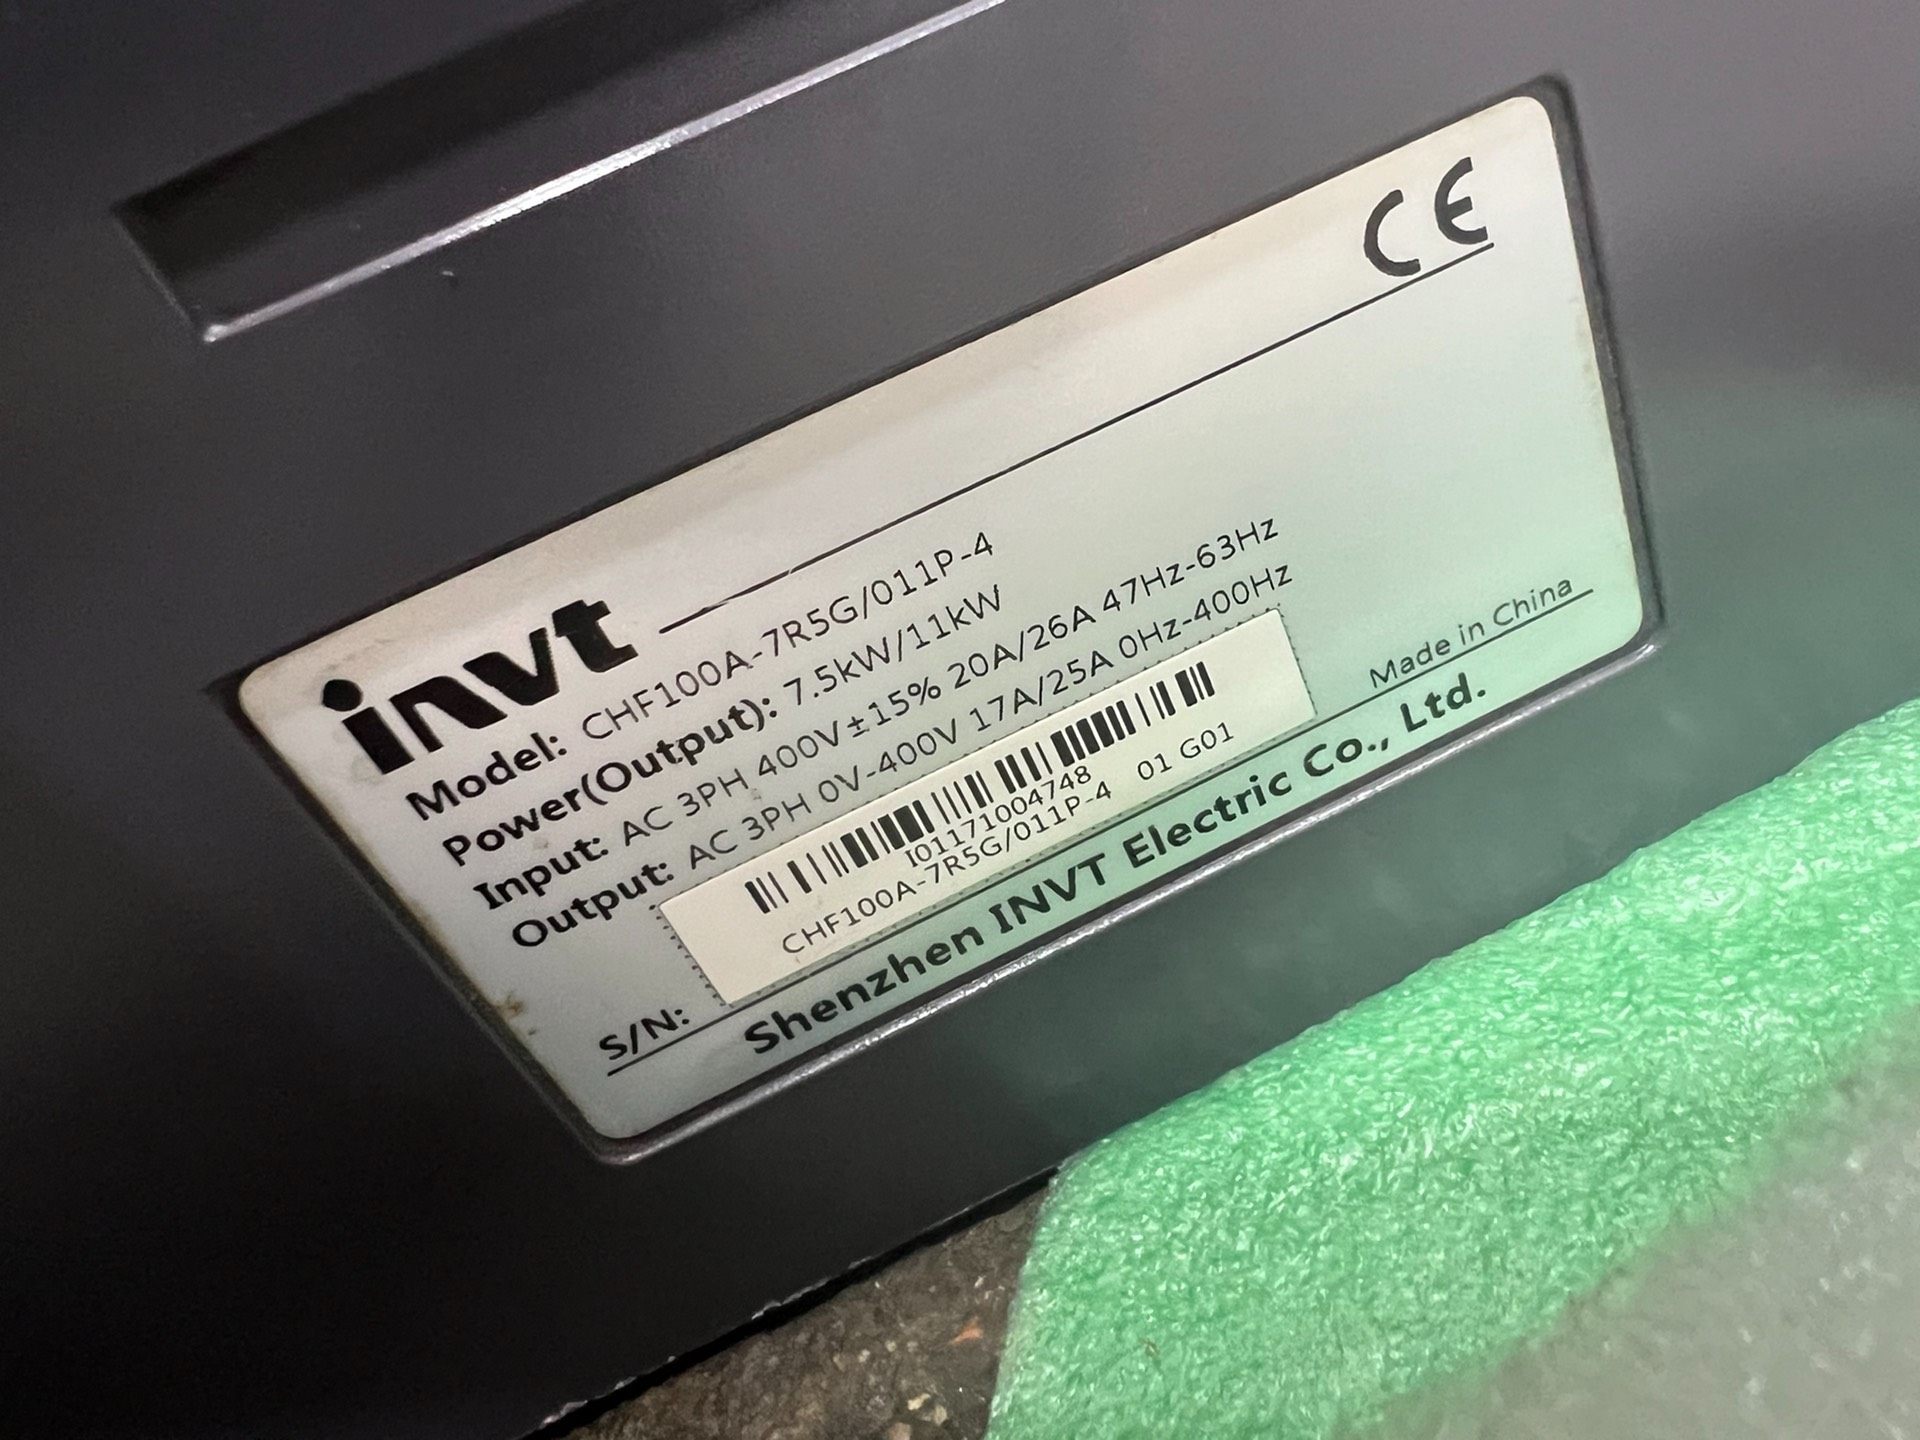 CE
invt
Model: CHF100A-7R5G/011P-4
Power(Output): 7.5kW/11kW
Input: AC 3PH 400V±15% 20A/26A 47Hz-63Hz
Output: AC 3PH 0V-400V 17A/25A 0Hz-400Hz
I01171004748
CHF100A-7R5G/011P-4 01 G01
S/N:
Made in China
Shenzhen INVT Electric Co., Ltd.